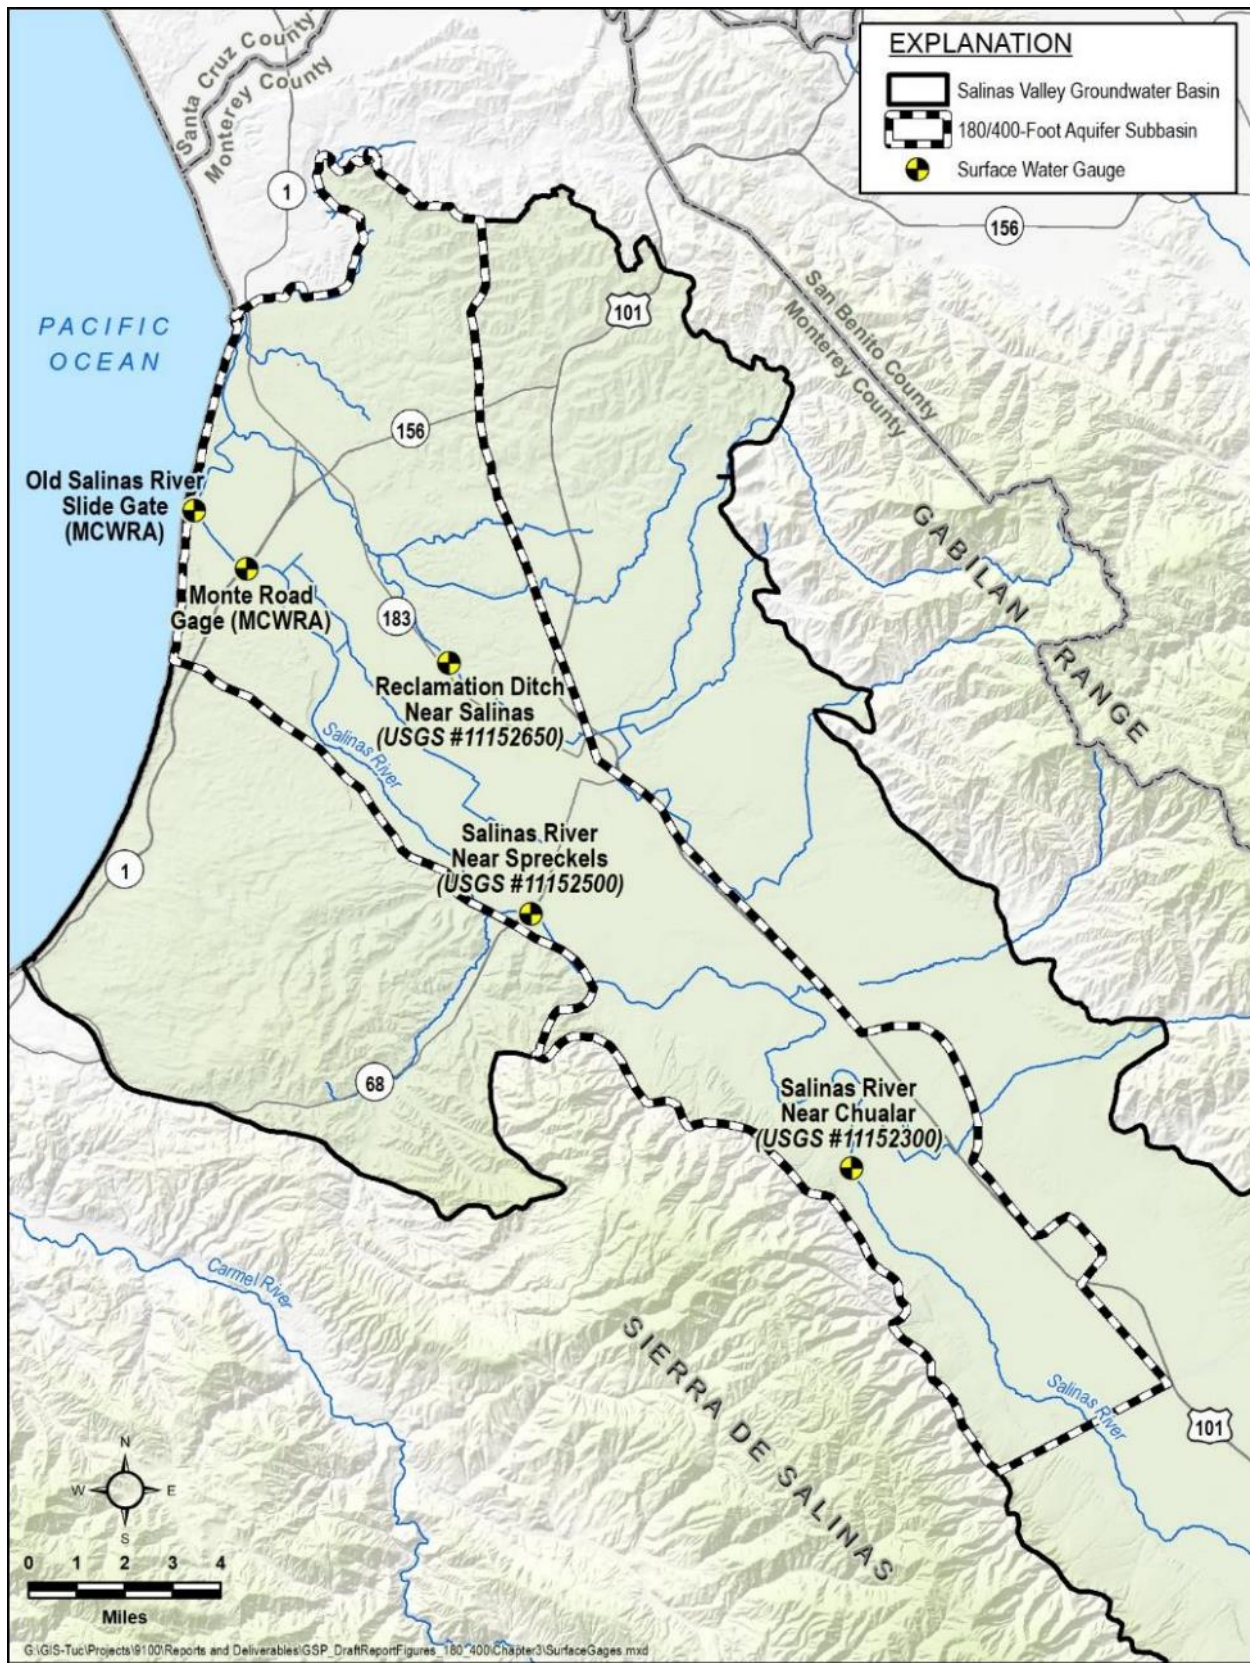 EXPLANATION
Salinas Valley Groundwater Basin
180/400-Foot Aquifer Subbasin
Surface Water Gauge
Santa Cruz County
Monterey County
1
156
101
San Benito County
Monterey County
PACIFIC
OCEAN
156
Old Salinas River
Slide Gate
(MCWRA)
GABILAN RANGE
Monte Road
Gage (MCWRA)
183
Reclamation Ditch
Near Salinas
(USGS #11152650)
Salinas River
Salinas River
Near Spreckels
(USGS #11152500)
1
68
Salinas River
Near Chualar
(USGS #11152300)
Carmel River
SIERRA DE SALINAS
Salinas River
101
N
W E
S
0 1 2 3 4
Miles
G:\GIS-Tuc\Projects\9100\Reports and Deliverables\GSP_DraftReportFigures_180_400\Chapter3\SurfaceGages.mxd